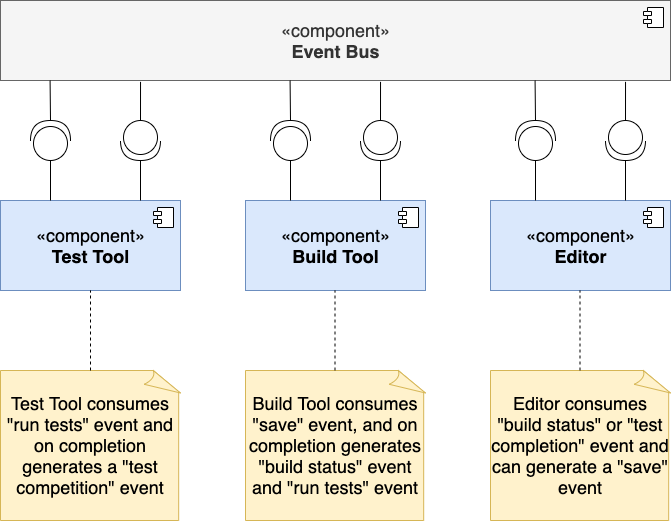 «component»
Event Bus
«component»
Test Tool
«component»
Build Tool
«component»
Editor
Test Tool consumes
"run tests" event and
on completion
generates a "test
competition" event
Build Tool consumes
"save" event, and on
completion generates
"build status" event
and "run tests" event
Editor consumes
"build status" or "test
completion" event and
can generate a "save"
event